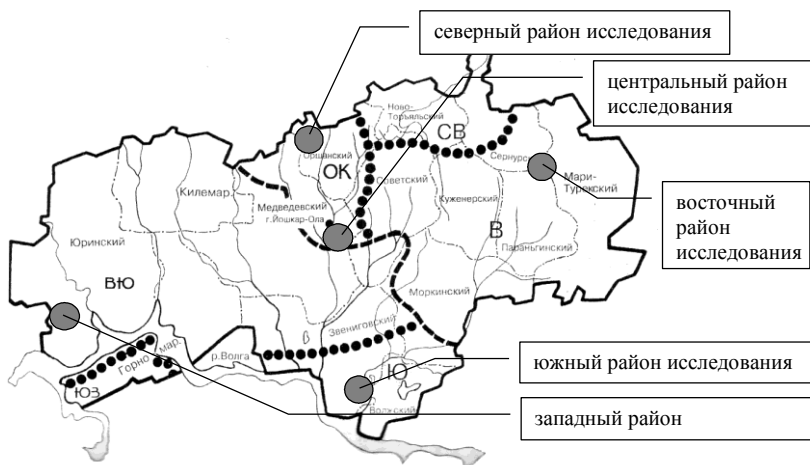 северный район исследования
центральный район
исследования
восточный
район
исследования
южный район исследования
западный район
Ново-
Торъяльский
СВ
Оршанский
ОК
Сернурс
Мари-
Турекский
Килемар.
Медведевский
г.Йошкар-Ола
Советский
Куженерский
В
Юринский
Параньгинский
ВЮ
Моркинский
Звениговский
р.Волга
Горно мар.
ЮЗ
Ю
Волжский